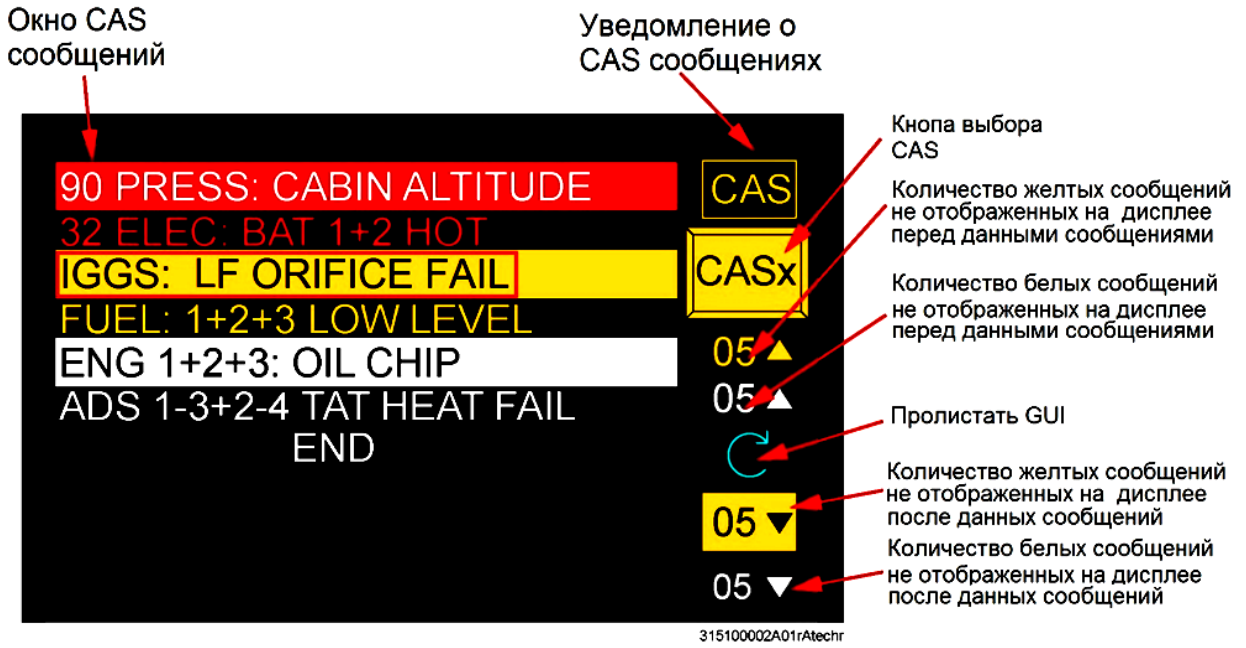 Окно CAS
сообщений
Уведомление о
CAS сообщениях
90 PRESS: CABIN ALTITUDE
32 ELEC: BAT 1+2 HOT
IGGS: LF ORIFICE FAIL
FUEL: 1+2+3 LOW LEVEL
ENG 1+2+3: OIL CHIP
ADS 1-3+2-4 TAT HEAT FAIL
END
CAS
CASx
05
05
05
05
Кнопа выбора
CAS
Количество желтых сообщений
не отображенных на дисплее
перед данными сообщениями
Количество белых сообщений
не отображенных на дисплее
перед данными сообщениями
Пролистать GUI
Количество желтых сообщений
не отображенных на дисплее
после данных сообщений
Количество белых сообщений
не отображенных на дисплее
после данных сообщений
315100002A01rAtechr